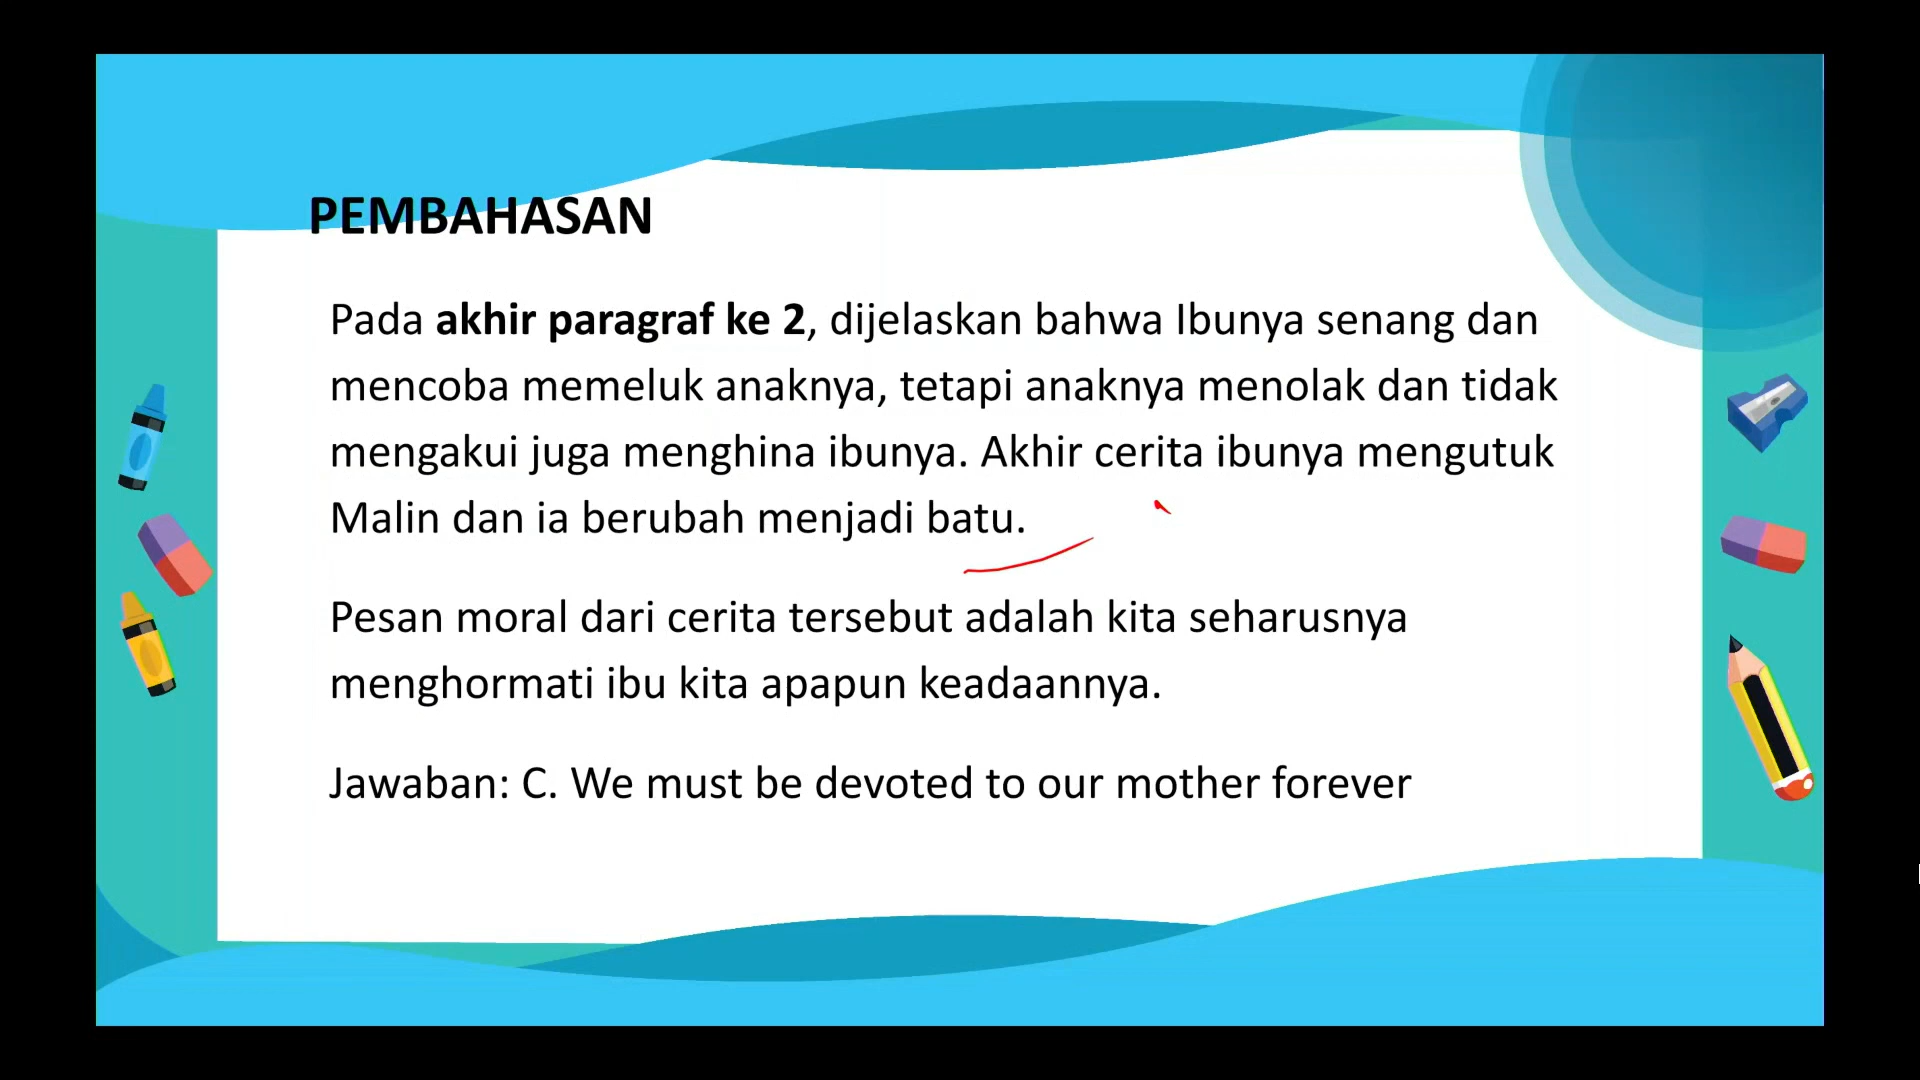 PEMBAHASAN
Pada akhir paragraf ke 2, dijelaskan bahwa Ibunya senang dan
mencoba memeluk anaknya, tetapi anaknya menolak dan tidak
mengakui juga menghina ibunya. Akhir cerita ibunya mengutuk
Malin dan ia berubah menjadi batu.
Pesan moral dari cerita tersebut adalah kita seharusnya
menghormati ibu kita apapun keadaannya.
Jawaban: C. We must be devoted to our mother forever